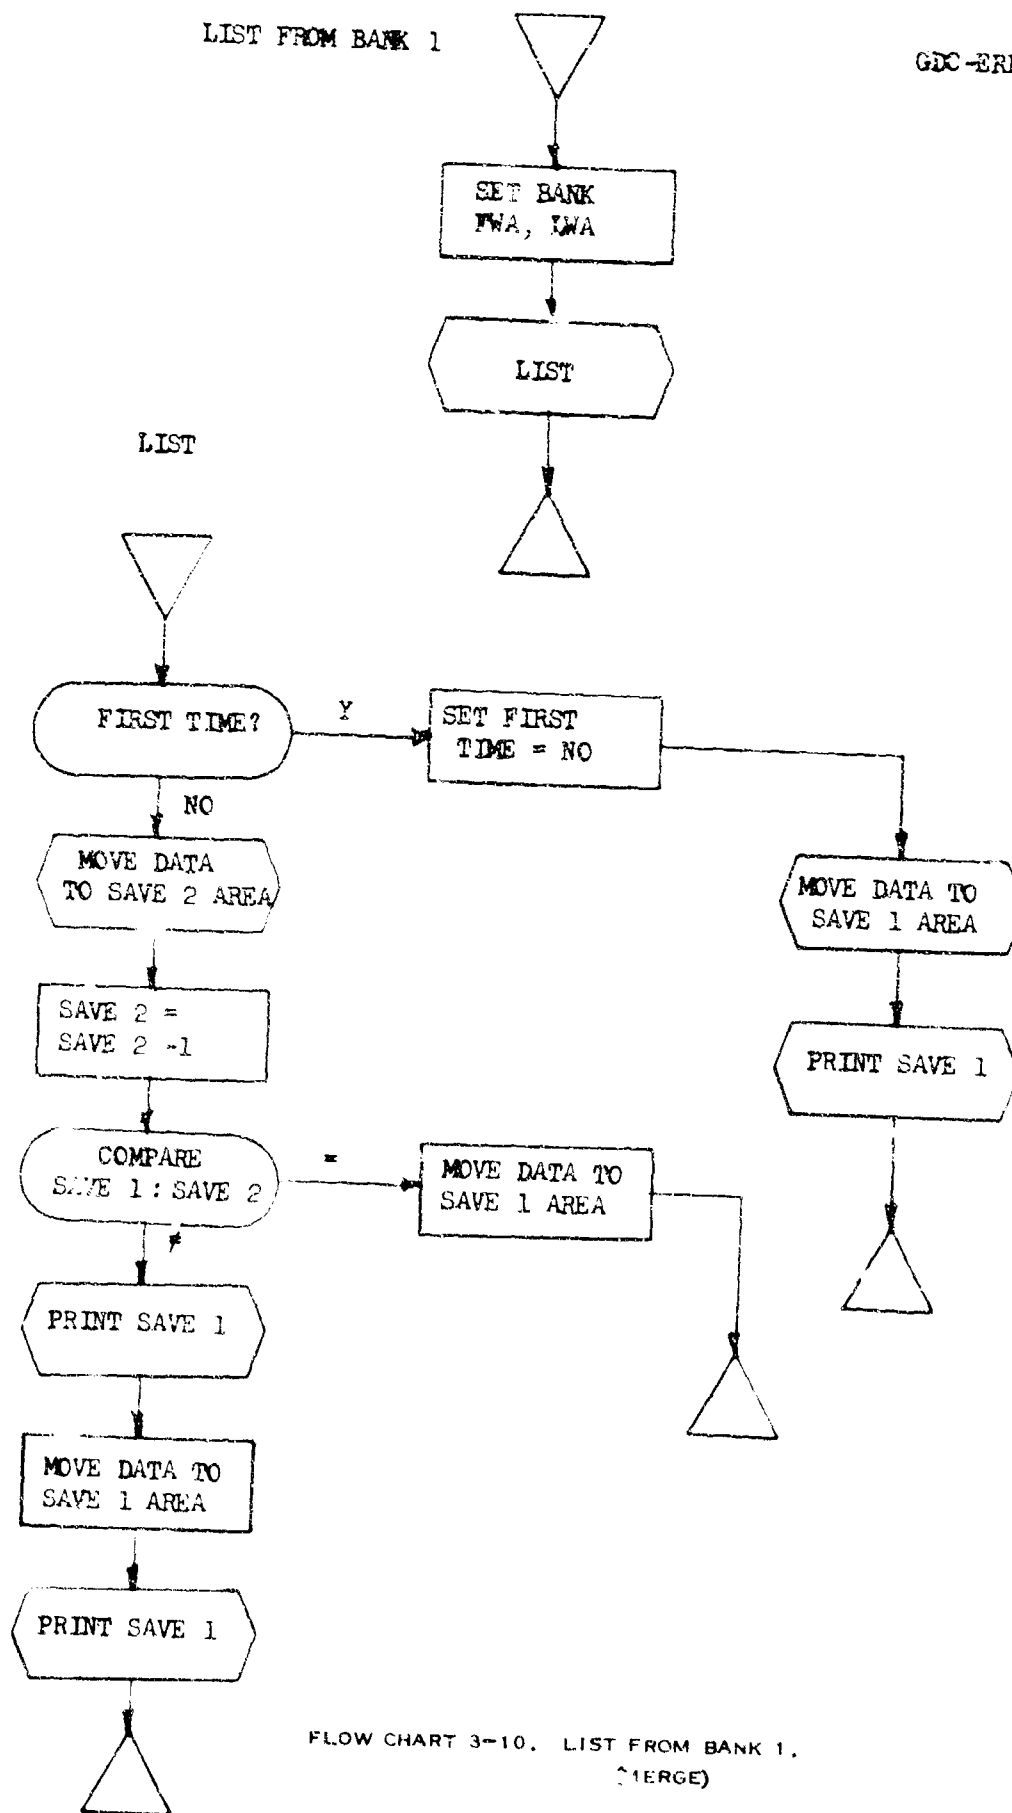 LIST FROM BANK 1
SET BANK
FWA, LWA
LIST
LIST
FIRST TIME?
Y
SET FIRST
TIME = NO
NO
MOVE DATA
TO SAVE 2 AREA
MOVE DATA TO
SAVE 1 AREA
SAVE 2 =
SAVE 2 -1
PRINT SAVE 1
COMPARE
SAVE 1 : SAVE 2
=
MOVE DATA TO
SAVE 1 AREA
≠
PRINT SAVE 1
MOVE DATA TO
SAVE 1 AREA
PRINT SAVE 1
FLOW CHART 3-10. LIST FROM BANK 1.